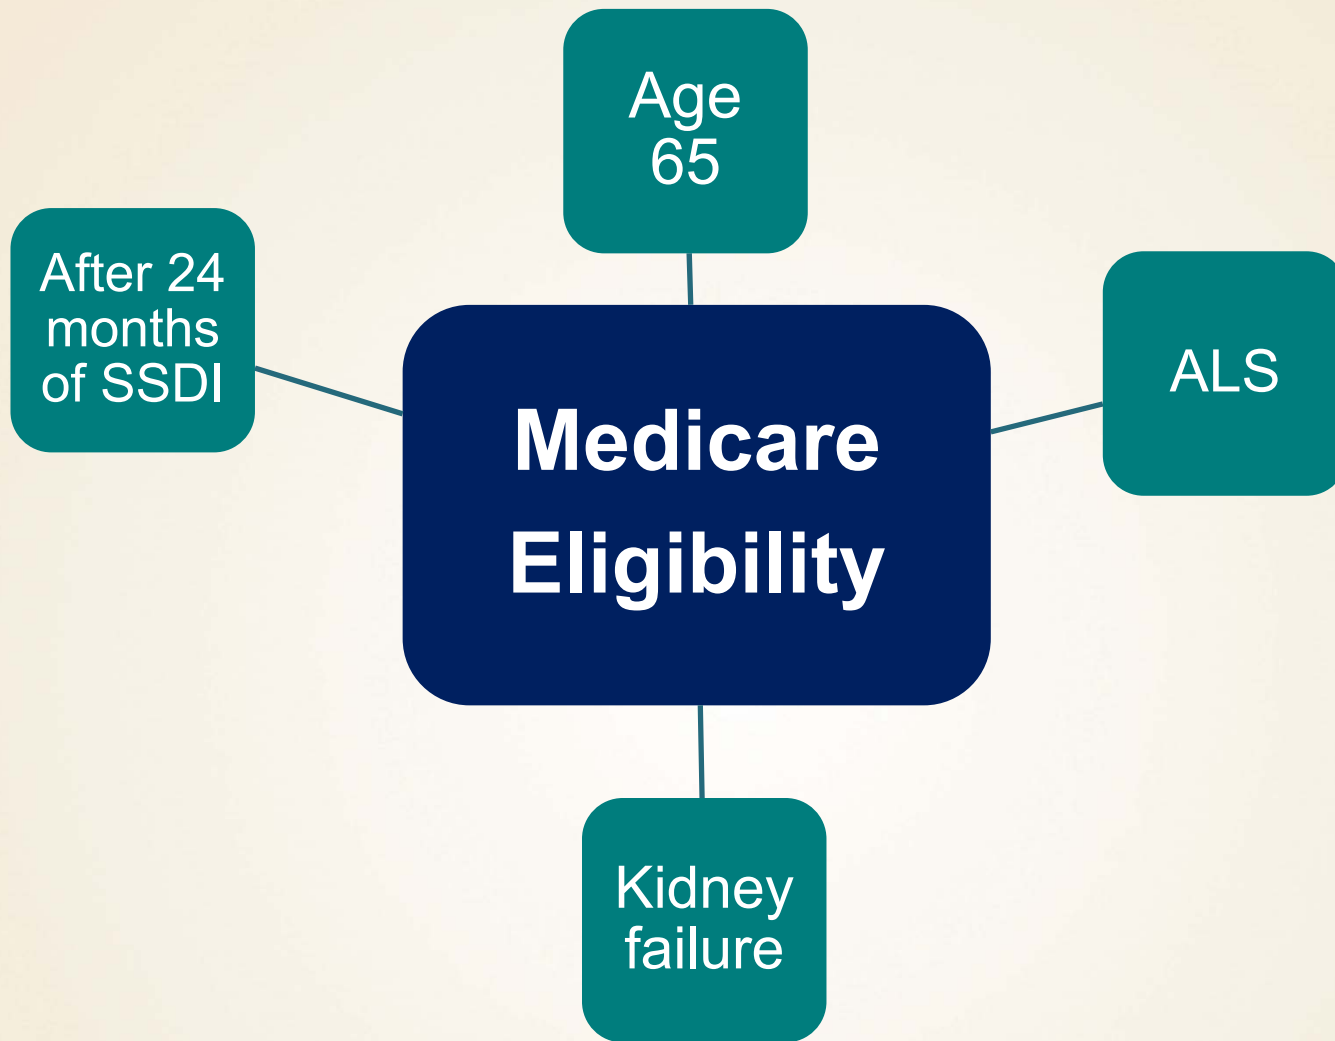 Age
65
After 24
months
of SSDI
ALS
Medicare
Eligibility
Kidney
failure